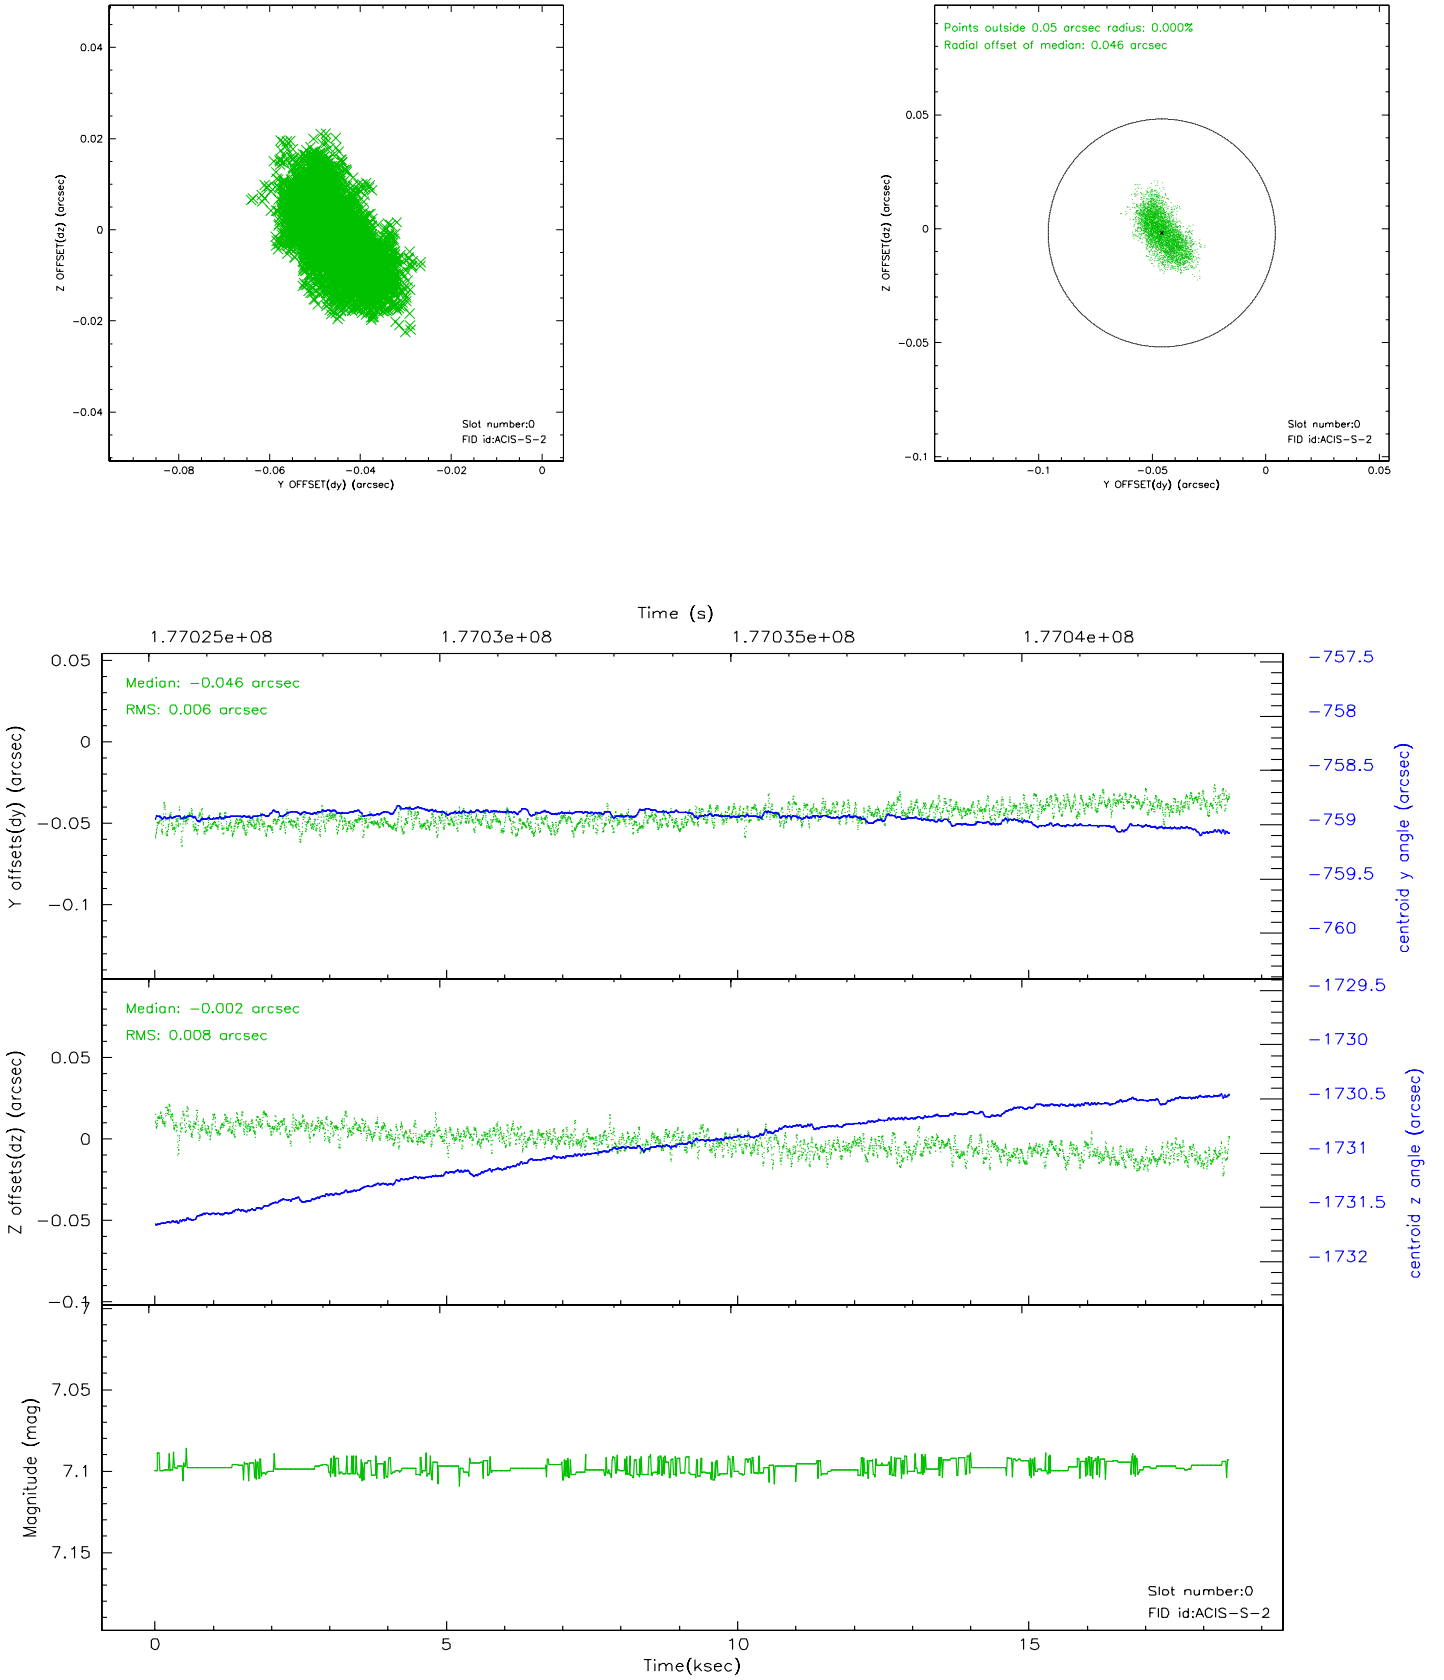 0.04
0.02
0
-0.02
-0.04
Z OFFSET(dz) (arcsec)
Slot number:0
FID id:ACIS-S-2
-0.08 -0.06 -0.04 -0.02 0
Y OFFSET(dy) (arcsec)
Points outside 0.05 arcsec radius: 0.000%
Radial offset of median: 0.046 arcsec
0.05
0
-0.05
-0.1
Z OFFSET(dz) (arcsec)
Slot number:0
FID id:ACIS-S-2
-0.1 -0.05 0 0.05
Y OFFSET(dy) (arcsec)
Time (s)
1.77025e+08 1.7703e+08 1.77035e+08 1.7704e+08
Median: -0.046 arcsec
RMS: 0.006 arcsec
0.05
0
-0.05
-0.1
Y offsets(dy) (arcsec)
-757.5
-758
-758.5
-759
-759.5
-760
centroid y angle (arcsec)
Median: -0.002 arcsec
RMS: 0.008 arcsec
0.05
0
-0.05
-0.1
Z offsets(dz) (arcsec)
-1729.5
-1730
-1730.5
-1731
-1731.5
-1732
centroid z angle (arcsec)
7
7.05
7.1
7.15
Magnitude (mag)
Slot number:0
FID id:ACIS-S-2
0 5 10 15
Time(ksec)